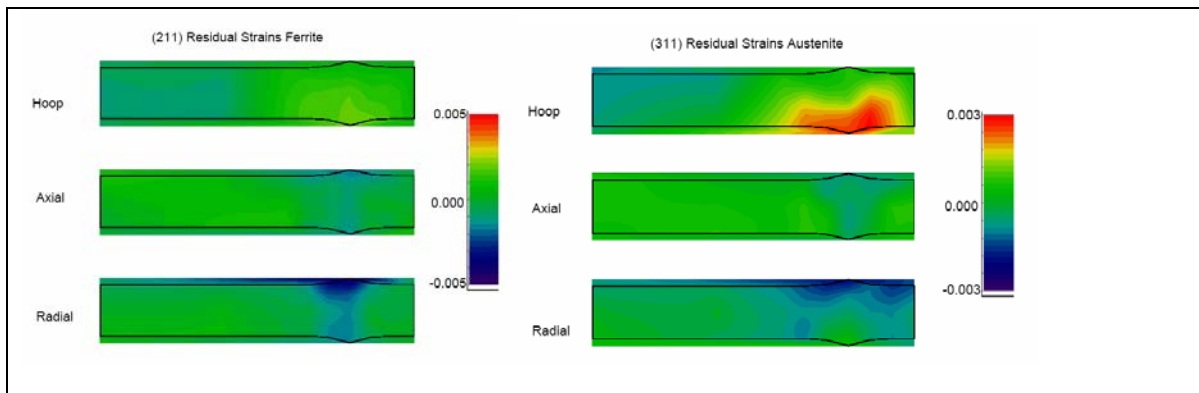 (211) Residual Strains Ferrite
Hoop
0.005
Axial
0.000
Radial
-0.005
(311) Residual Strains Austenite
Hoop
0.003
Axial
0.000
Radial
-0.003